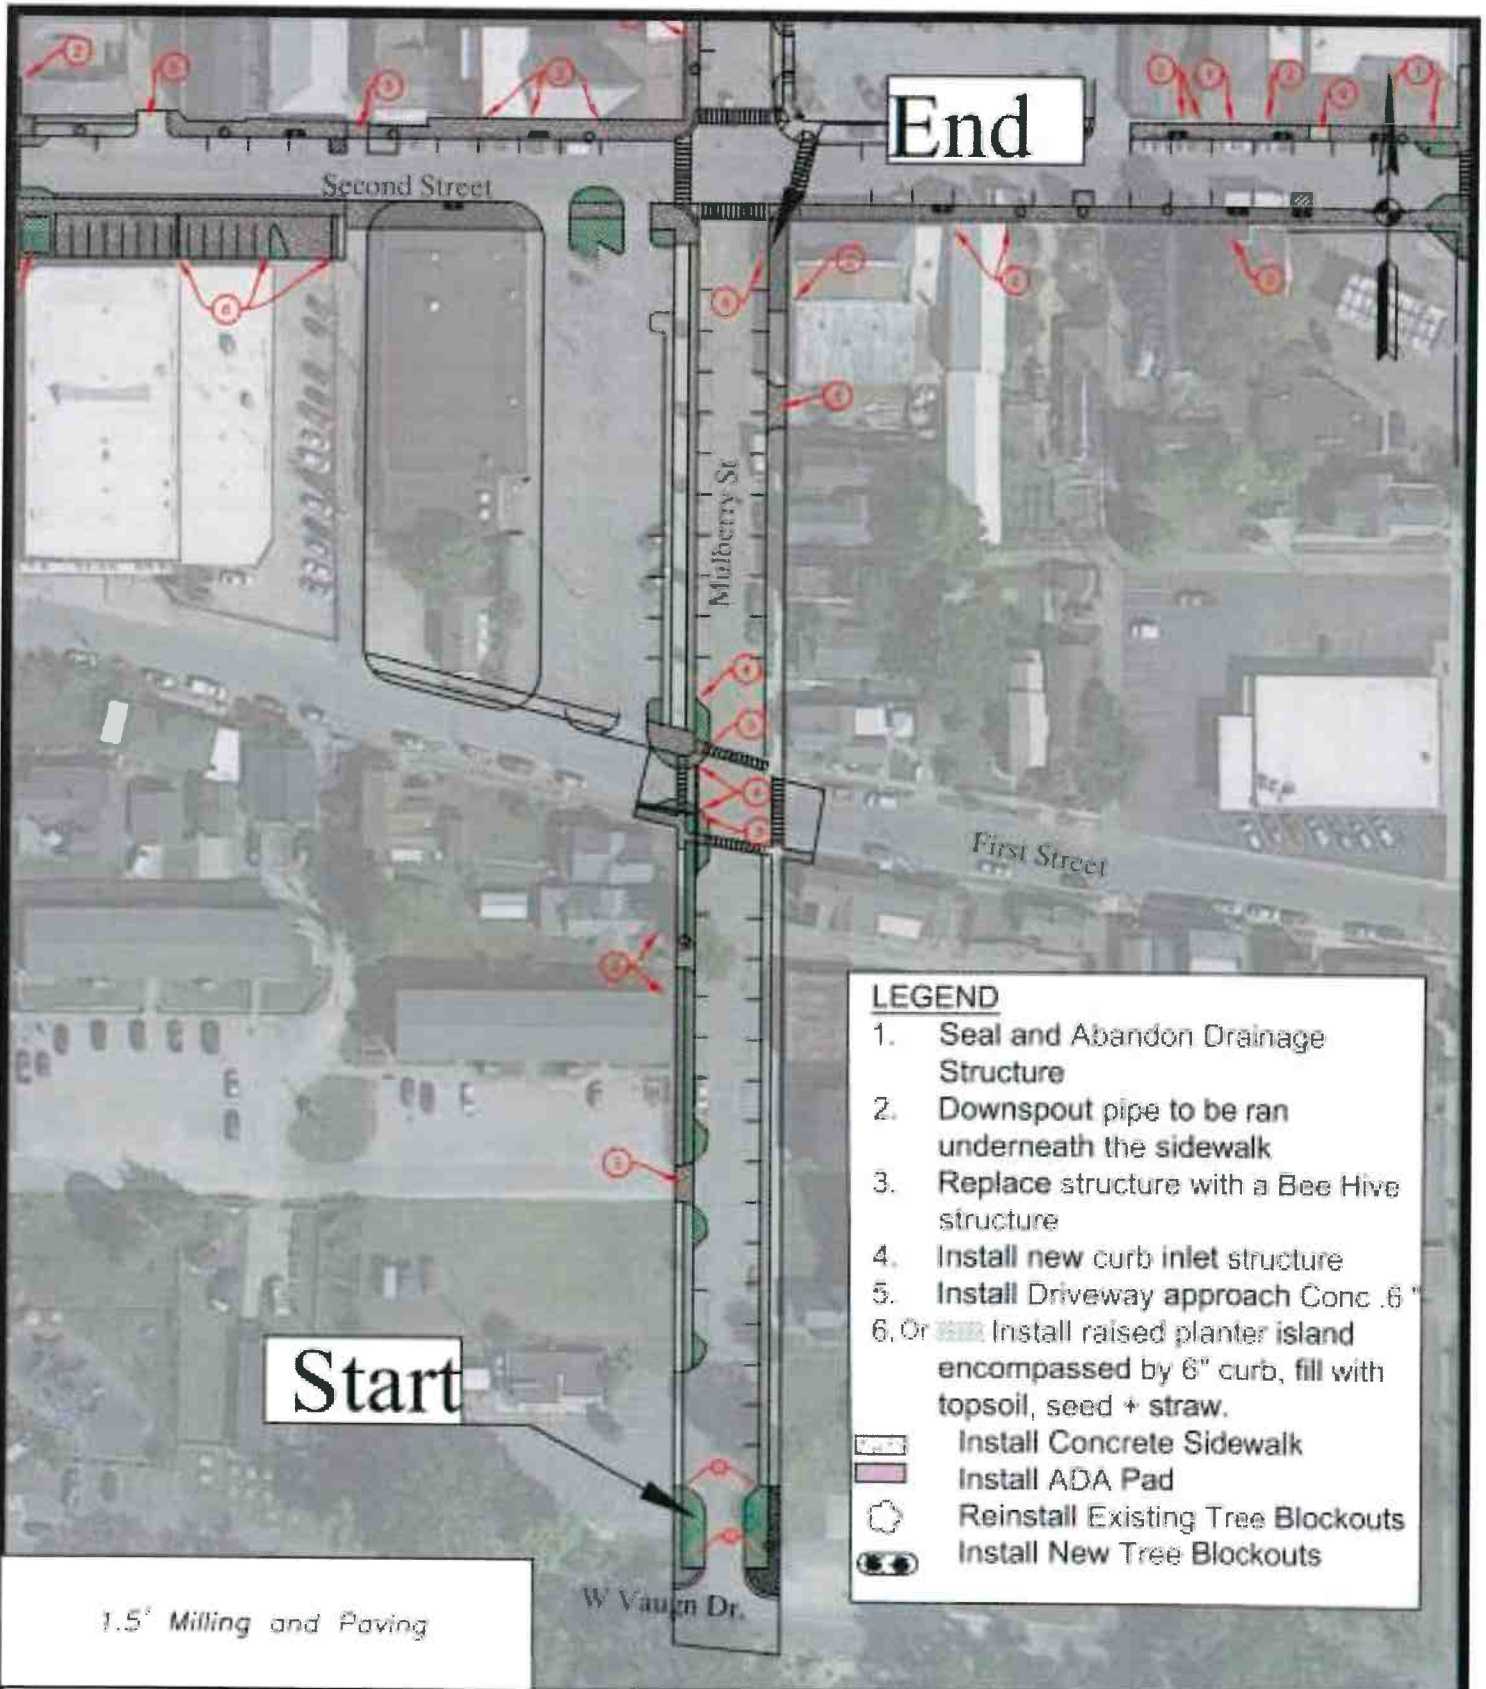 End
Second Street
Mulberry St
First Street
LEGEND
1. Seal and Abandon Drainage
Structure
2. Downspout pipe to be ran
underneath the sidewalk
3. Replace structure with a Bee Hive
structure
4. Install new curb inlet structure
5. Install Driveway approach Conc .6 "
6, Or Install raised planter island
encompassed by 6" curb, fill with
topsoil, seed + straw.
Install Concrete Sidewalk
Install ADA Pad
Reinstall Existing Tree Blockouts
Install New Tree Blockouts
Start
W Vaugn Dr.
1.5' Milling and Paving